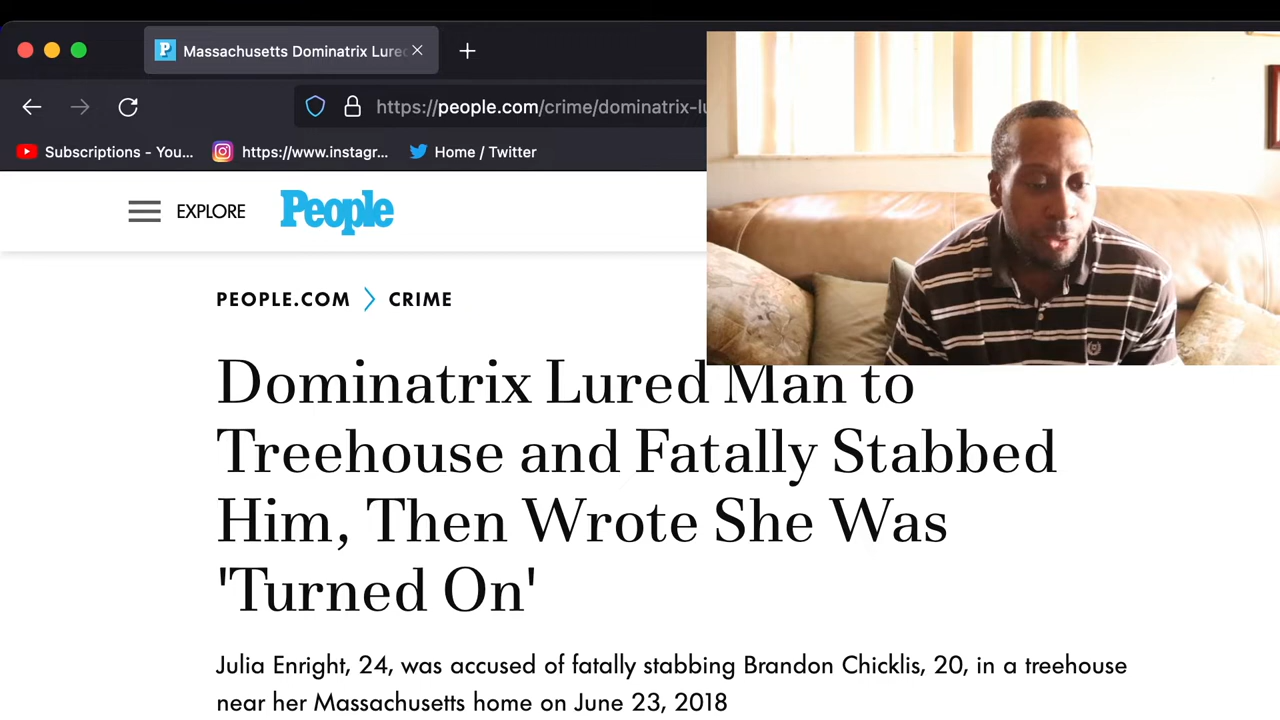 Massachusetts Dominatrix Lure
https://people.com/crime/dominatrix-lu
Subscriptions - You...
https://www.instagr...
Home / Twitter
EXPLORE
People
PEOPLE.COM > CRIME
Dominatrix Lured Man to
Treehouse and Fatally Stabbed
Him, Then Wrote She Was
'Turned On'
Julia Enright, 24, was accused of fatally stabbing Brandon Chicklis, 20, in a treehouse
near her Massachusetts home on June 23, 2018